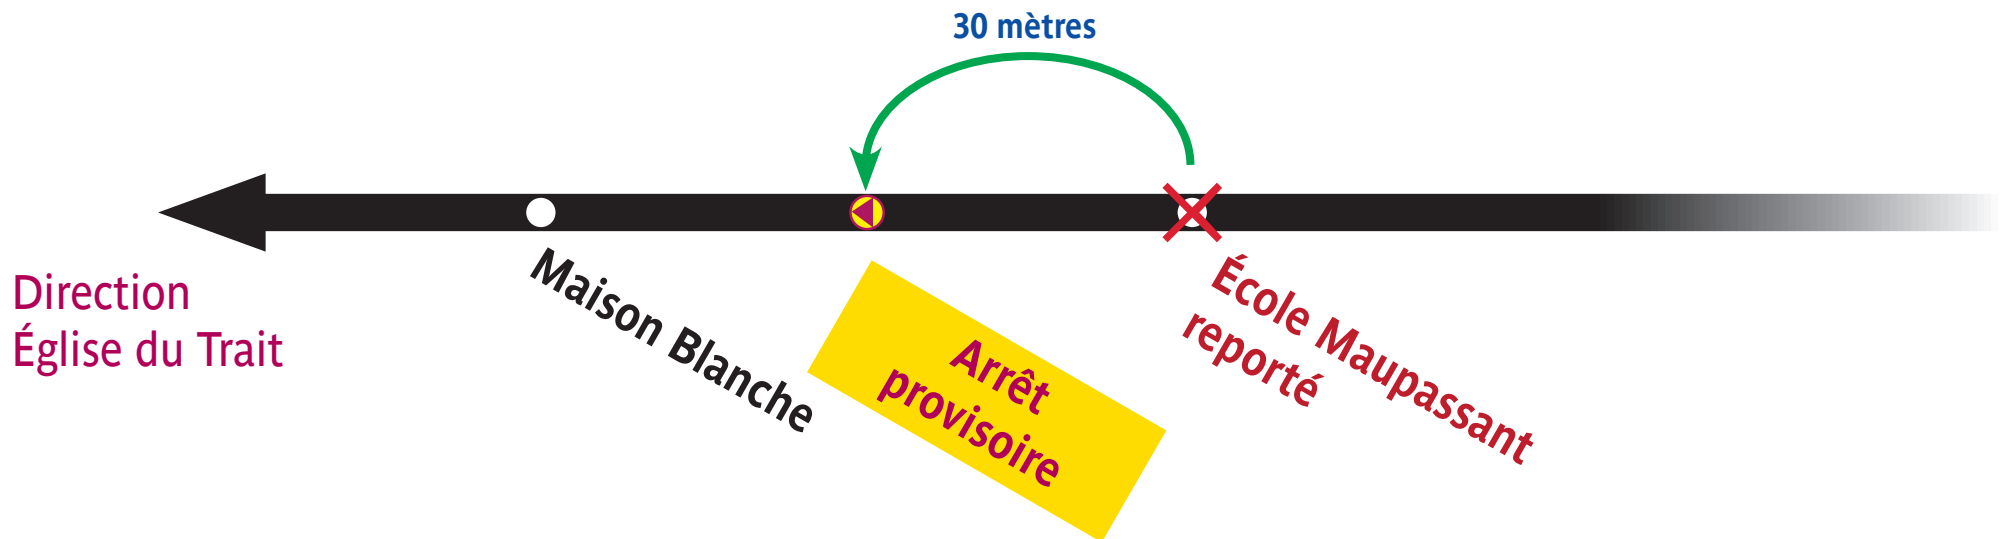 30 mètres
Direction
Église du Trait
Maison Blanche
Arrêt
provisoire
École Maupassant
reporté